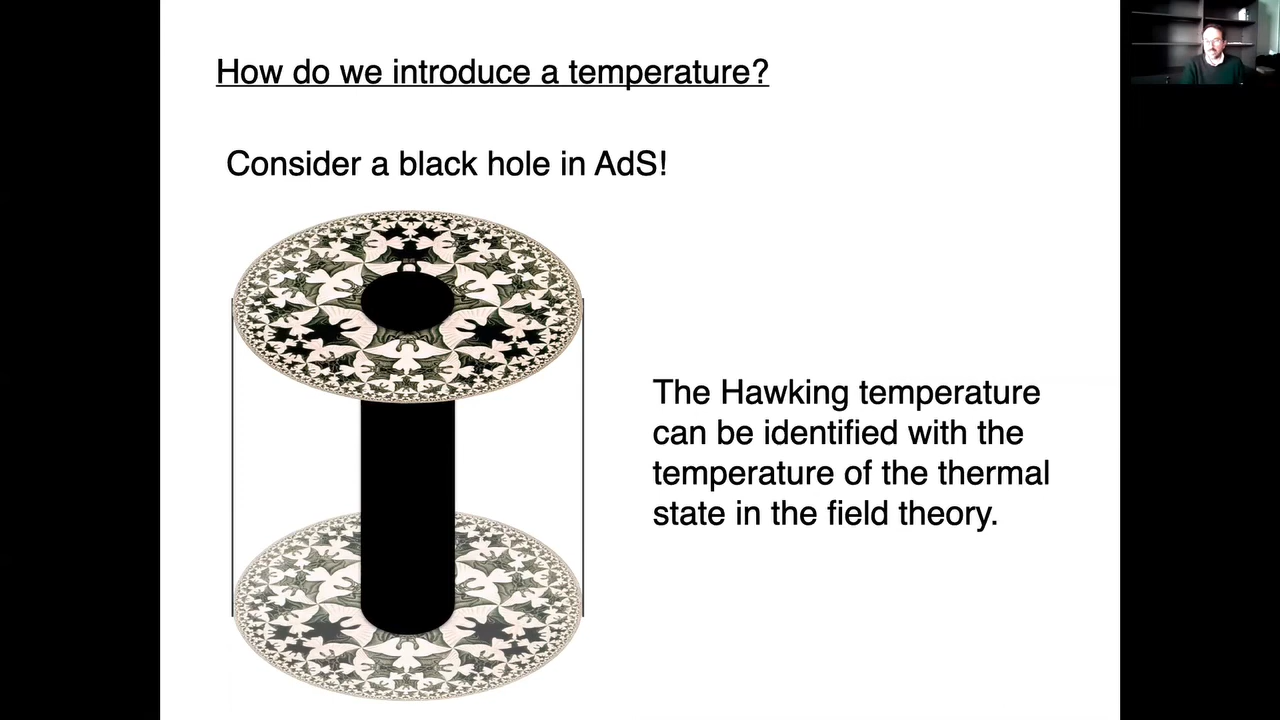 How do we introduce a temperature?
Consider a black hole in AdS!
The Hawking temperature
can be identified with the
temperature of the thermal
state in the field theory.